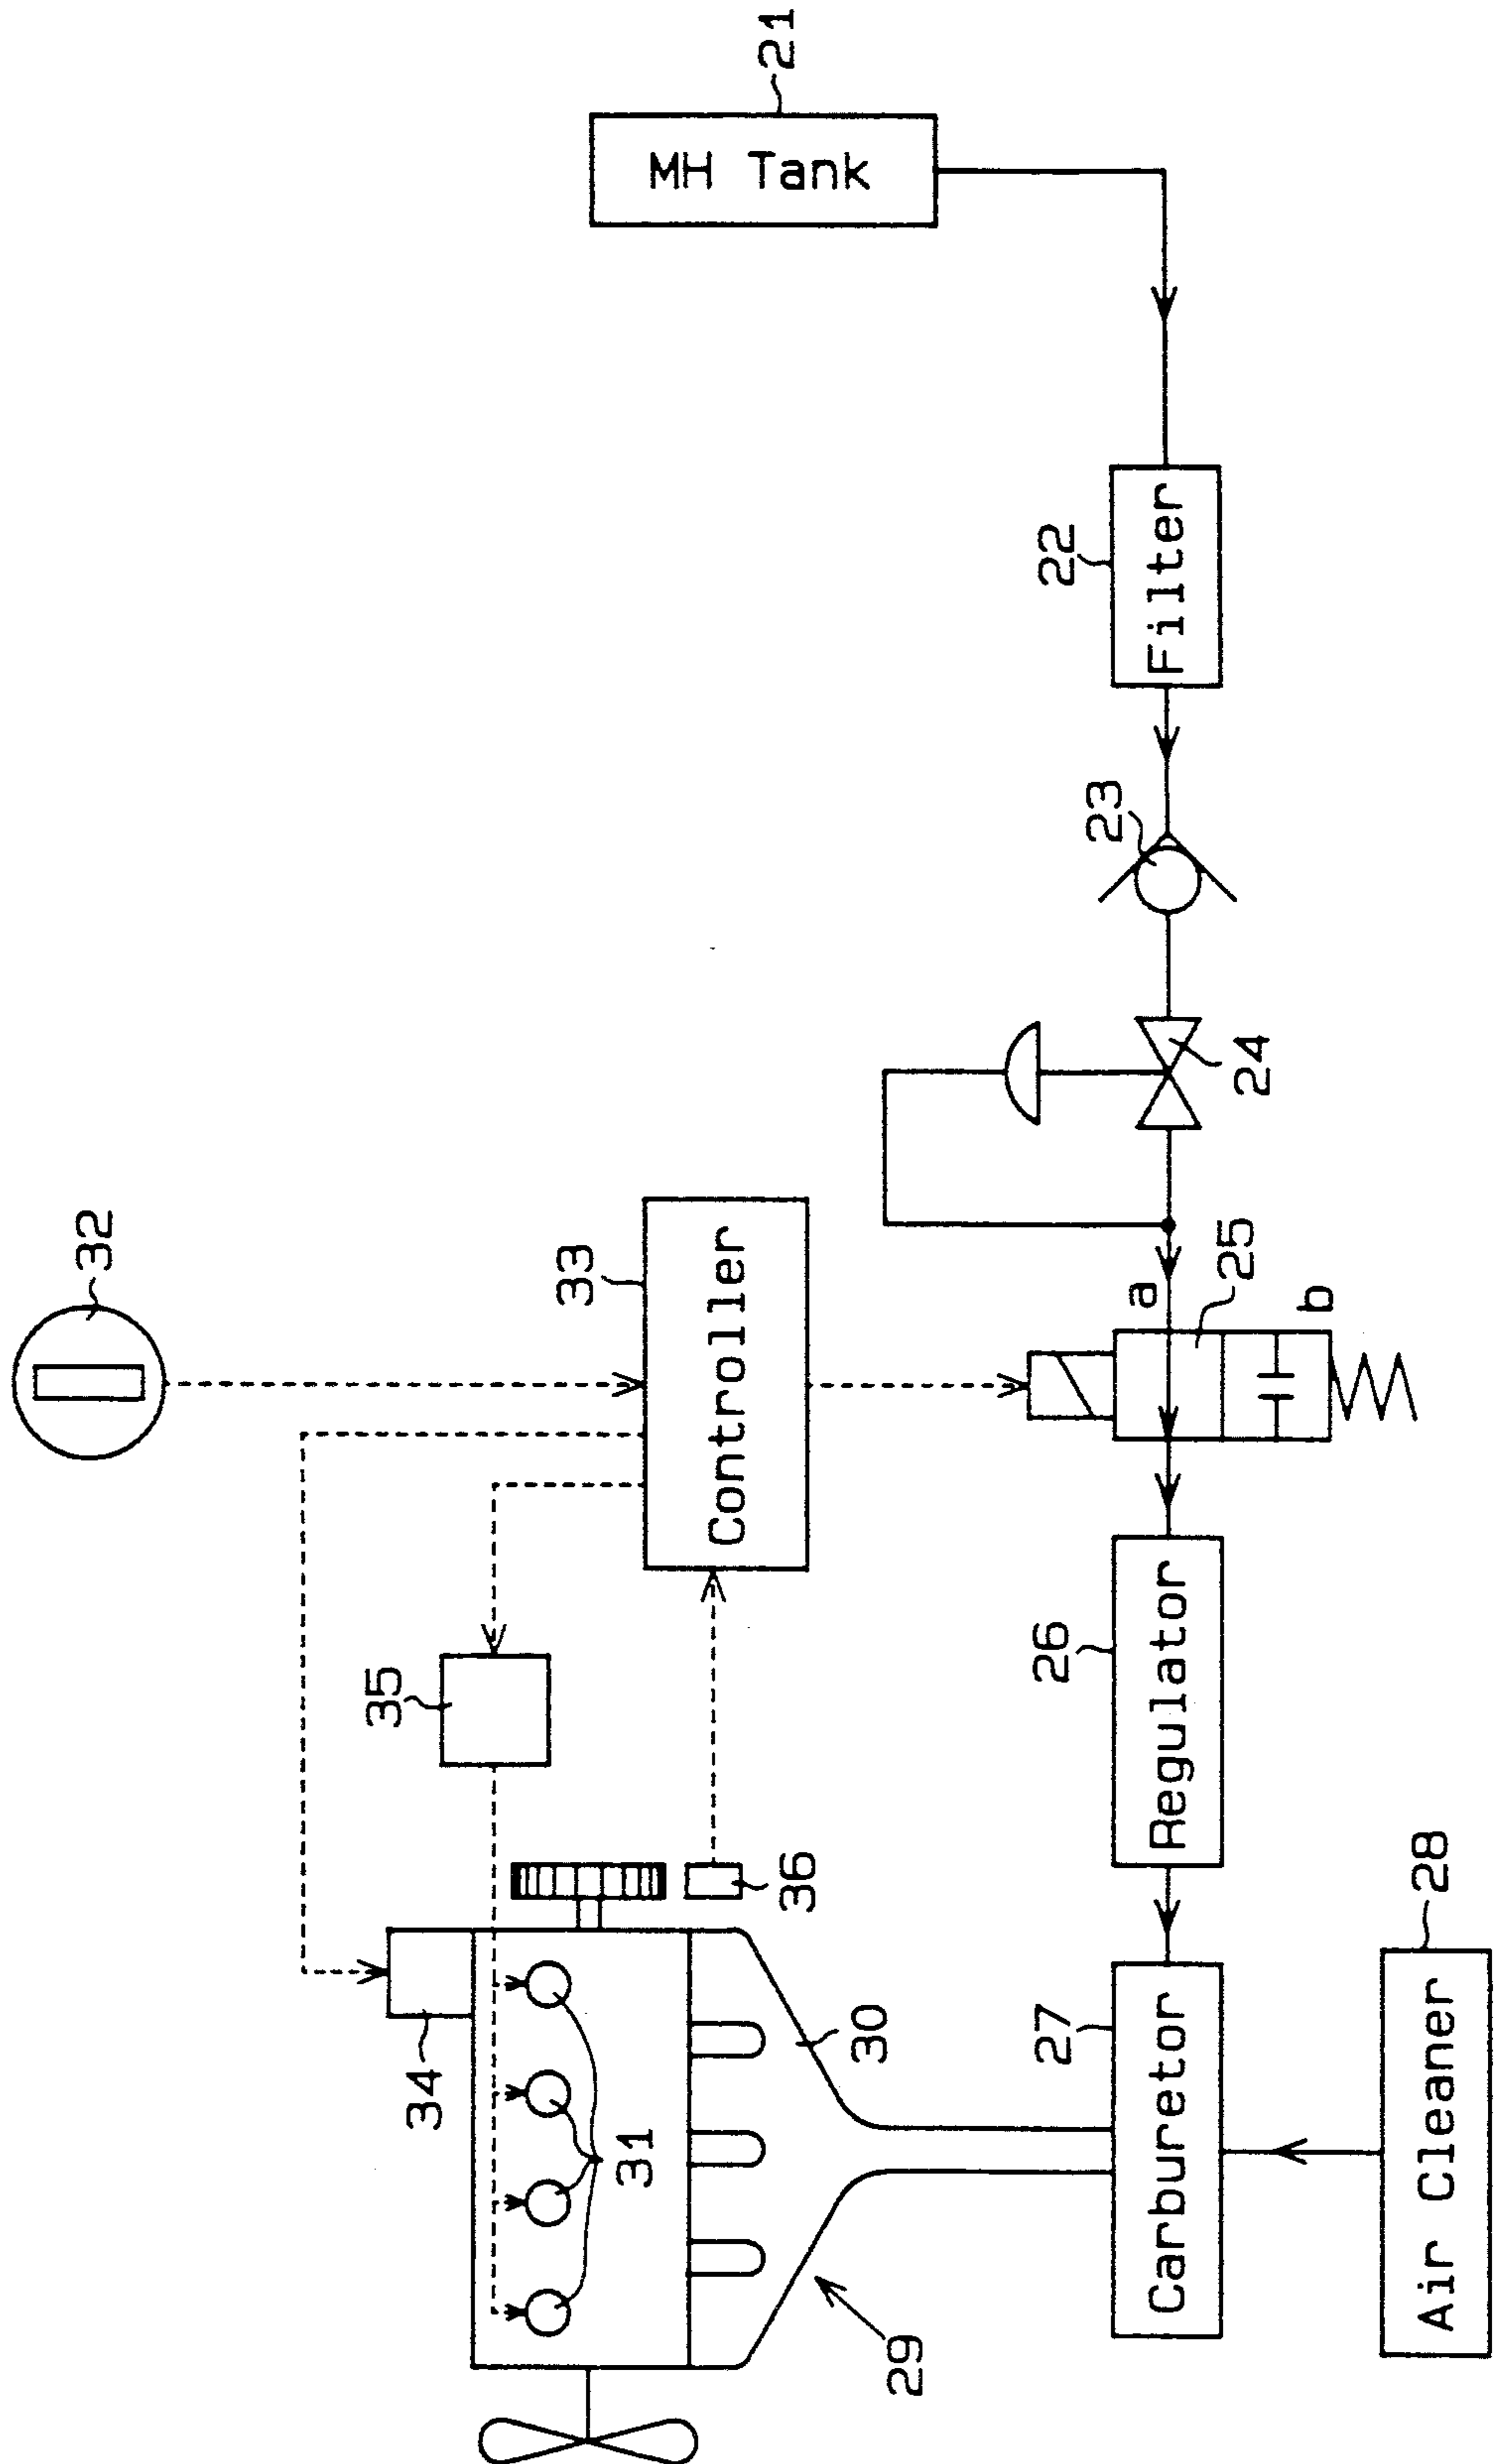 32
34
35
33
Controller
31
36
MH Tank
21
29
30
a
25
b
24
23
22
Filter
27
Carburetor
26
Regulator
28
Air Cleaner